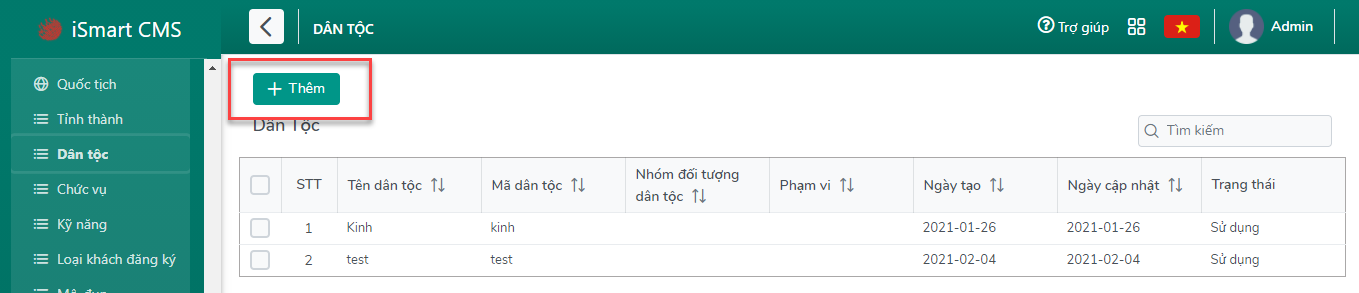 iSmart CMS
DÂN TỘC
Trợ giúp
Admin
Quốc tịch
Tỉnh thành
Dân tộc
Chức vụ
Kỹ năng
Loại khách đăng ký
Thêm
Dân Tộc
Tìm kiếm
STT Tên dân tộc Mã dân tộc Nhóm đối tượng dân tộc Phạm vi Ngày tạo Ngày cập nhật Trạng thái
1 Kinh kinh 2021-01-26 2021-01-26 Sử dụng
2 test test 2021-02-04 2021-02-04 Sử dụng